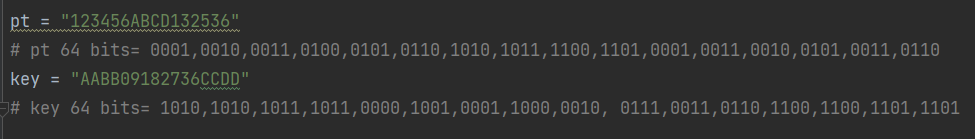 pt = "123456ABCD132536"
# pt 64 bits= 0001,0010,0011,0100,0101,0110,1010,1011,1100,1101,0001,0011,0010,0101,0011,0110
key = "AABB09182736CCDD"
# key 64 bits= 1010,1010,1011,1011,0000,1001,0001,1000,0010, 0111,0011,0110,1100,1100,1101,1101